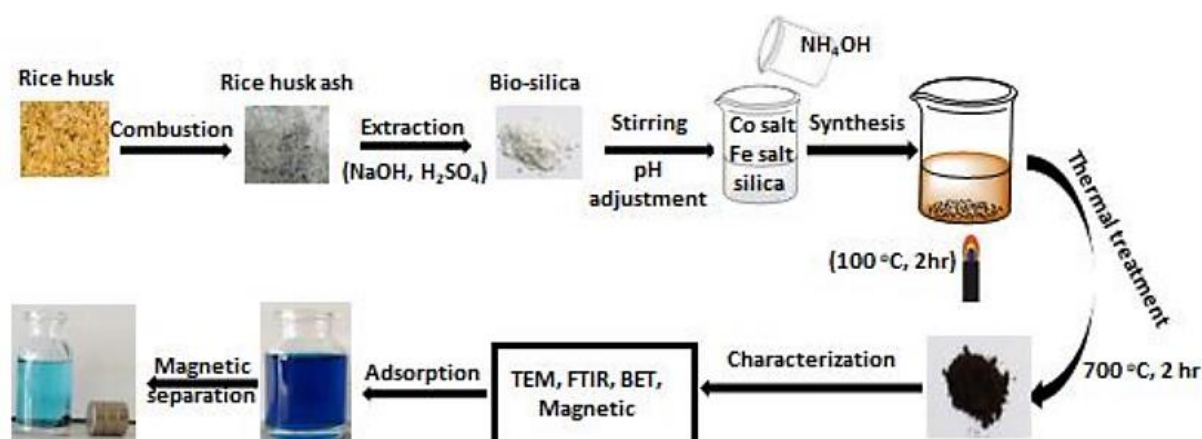 Rice husk
Combustion
Rice husk ash
Extraction
(NaOH, H₂SO₄)
Bio-silica
Stirring
pH
adjustment
NH₄OH
Co salt
Fe salt
silica
Synthesis
(100 °C, 2hr)
Thermal treatment
700 °C, 2 hr
Characterization
TEM, FTIR, BET,
Magnetic
Adsorption
Magnetic
separation